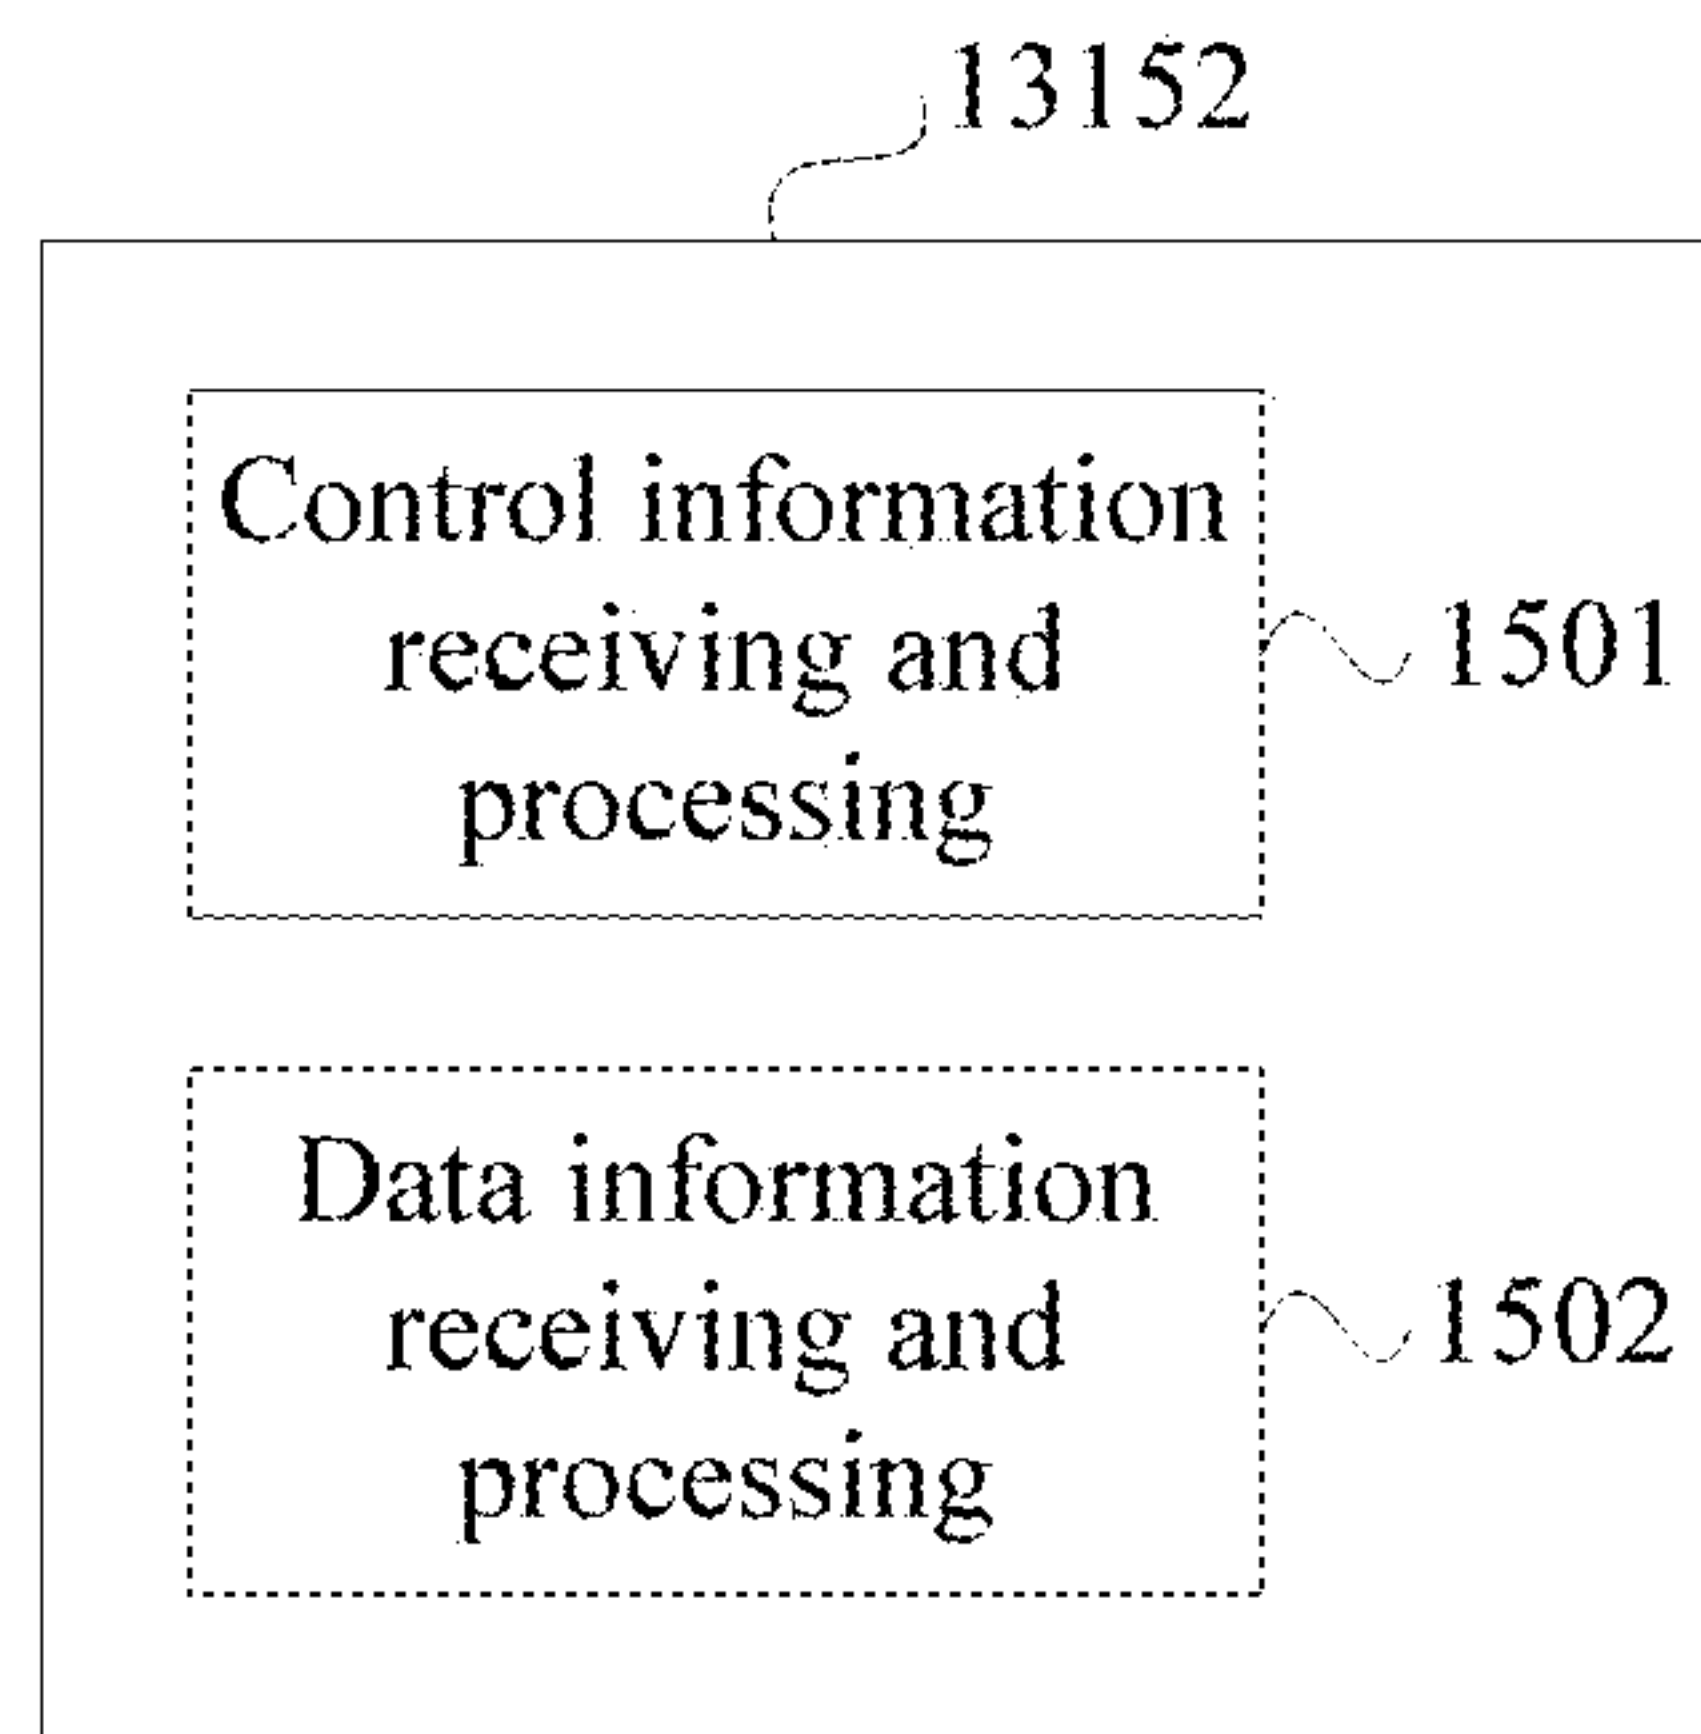 13152
Control information
receiving and
processing
1501
Data information
receiving and
processing
1502